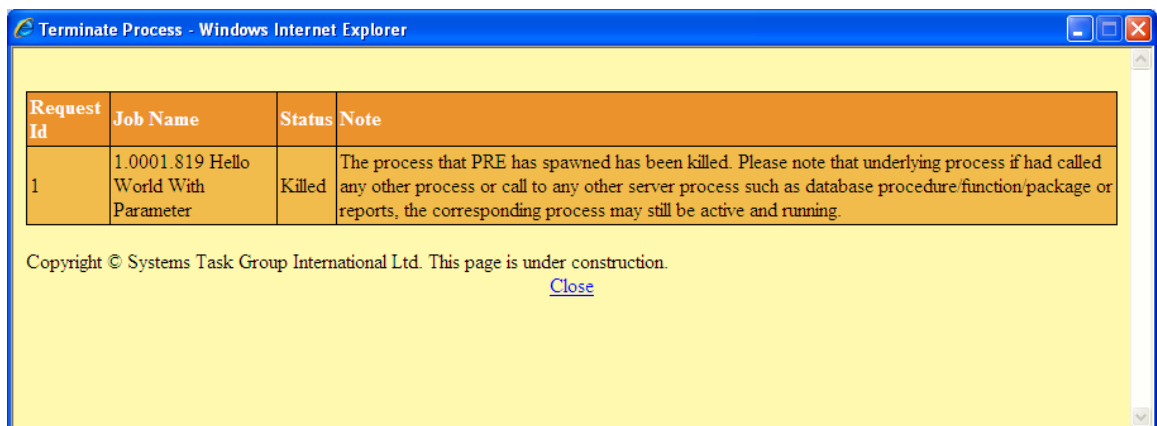 Terminate Process - Windows Internet Explorer
Request
Id
Job Name
Status
Note
1
1.0001.819 Hello
World With
Parameter
Killed
The process that PRE has spawned has been killed. Please note that underlying process if had called
any other process or call to any other server process such as database procedure/function/package or
reports, the corresponding process may still be active and running.
Copyright © Systems Task Group International Ltd. This page is under construction.
Close